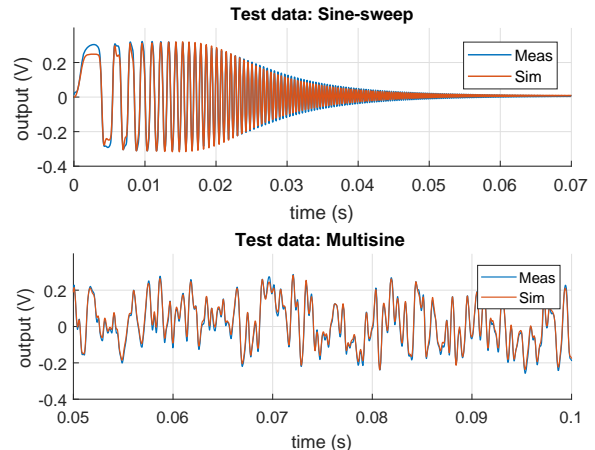 Test data: Sine-sweep
output (V)
0.2
0
-0.2
-0.4
Meas
Sim
0 0.01 0.02 0.03 0.04 0.05 0.06 0.07
time (s)
Test data: Multisine
output (V)
0.2
0
-0.2
-0.4
Meas
Sim
0.05 0.06 0.07 0.08 0.09 0.1
time (s)